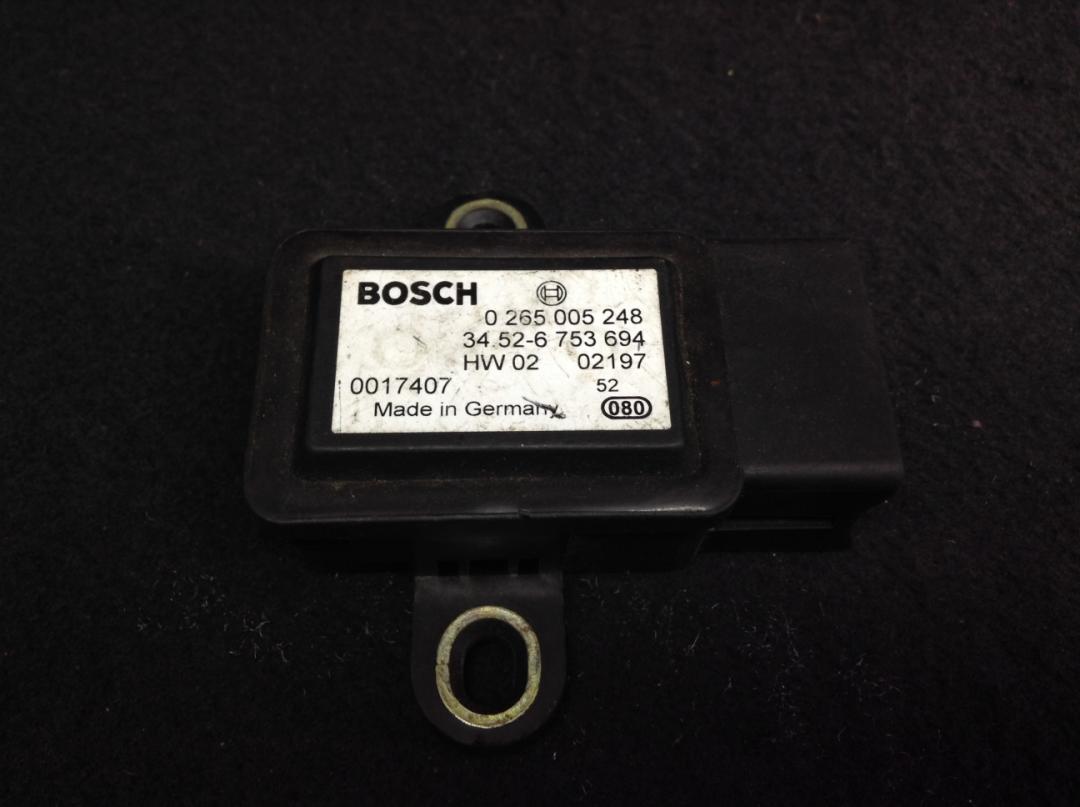 BOSCH
0 265 005 248
34.52-6 753 694
HW 02 02197
0017407 52
Made in Germany 080